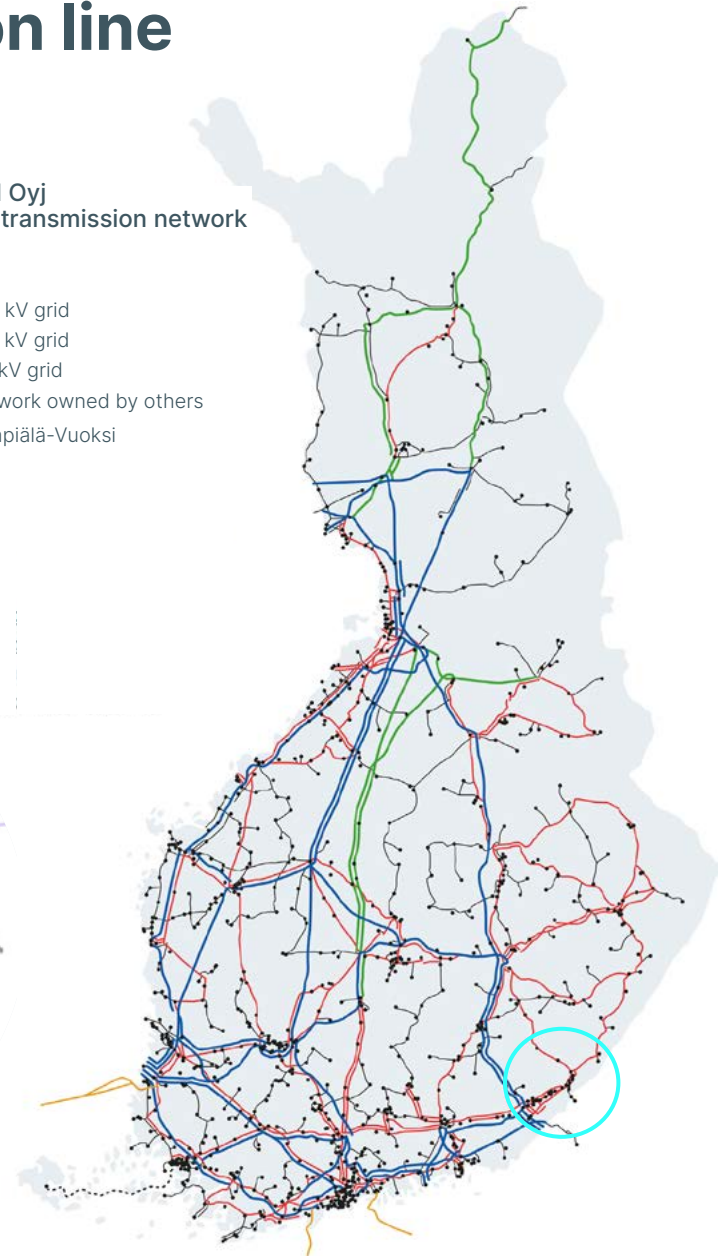 on line
Oyj
transmission network
kV grid
kV grid
kV grid
work owned by others
piälä-Vuoksi